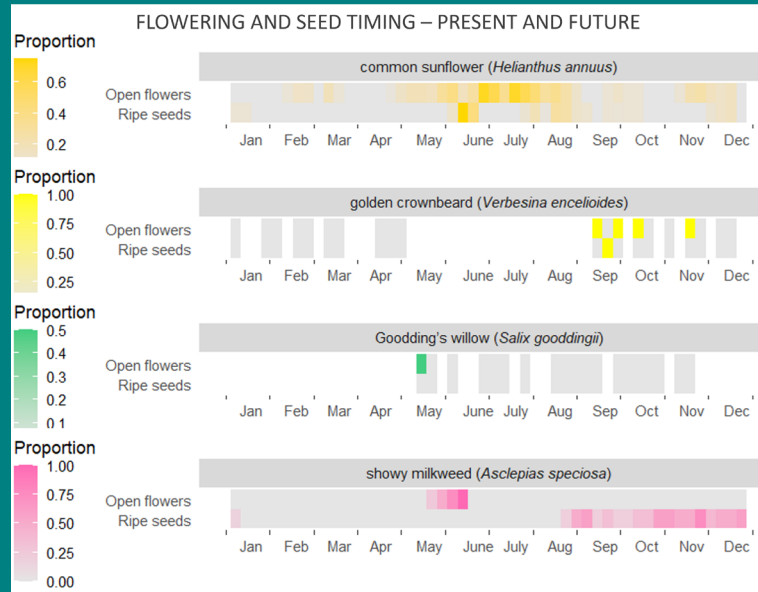 FLOWERING AND SEED TIMING – PRESENT AND FUTURE
Proportion
0.6
0.4
0.2
common sunflower (Helianthus annuus)
Open flowers
Ripe seeds
Jan Feb Mar Apr May June July Aug Sep Oct Nov Dec
Proportion
1.00
0.75
0.50
0.25
golden crownbeard (Verbesina encelioides)
Open flowers
Ripe seeds
Jan Feb Mar Apr May June July Aug Sep Oct Nov Dec
Proportion
0.5
0.4
0.3
0.2
0.1
Goodding's willow (Salix gooddingii)
Open flowers
Ripe seeds
Jan Feb Mar Apr May June July Aug Sep Oct Nov Dec
Proportion
1.00
0.75
0.50
0.25
0.00
showy milkweed (Asclepias speciosa)
Open flowers
Ripe seeds
Jan Feb Mar Apr May June July Aug Sep Oct Nov Dec